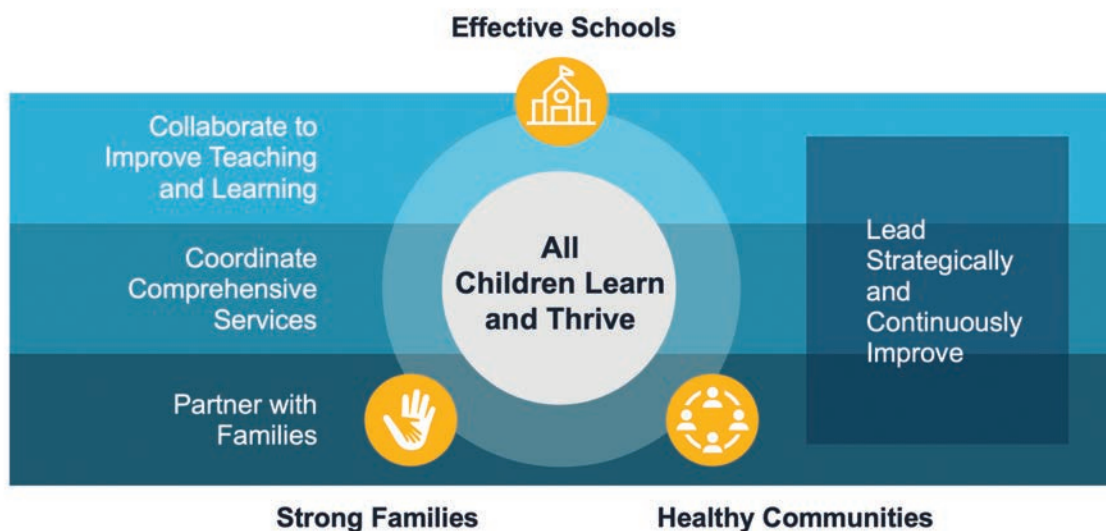 Effective Schools
Collaborate to
Improve Teaching
and Learning
Coordinate
Comprehensive
Services
Partner with
Families
All
Children Learn
and Thrive
Lead
Strategically
and
Continuously
Improve
Strong Families
Healthy Communities